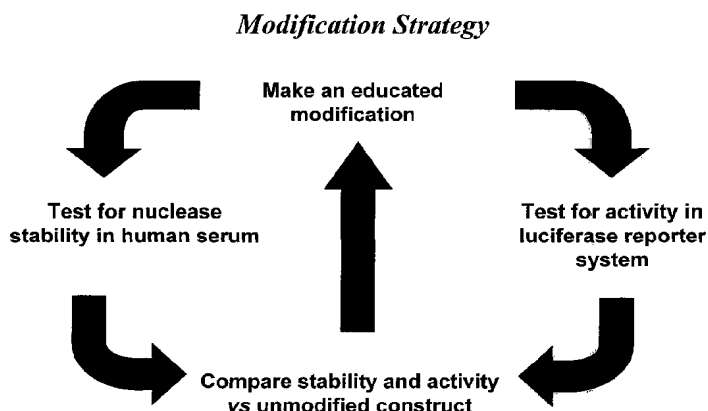 Modification Strategy
Make an educated
modification
Test for nuclease
stability in human serum
Test for activity in
luciferase reporter
system
Compare stability and activity
vs unmodified construct